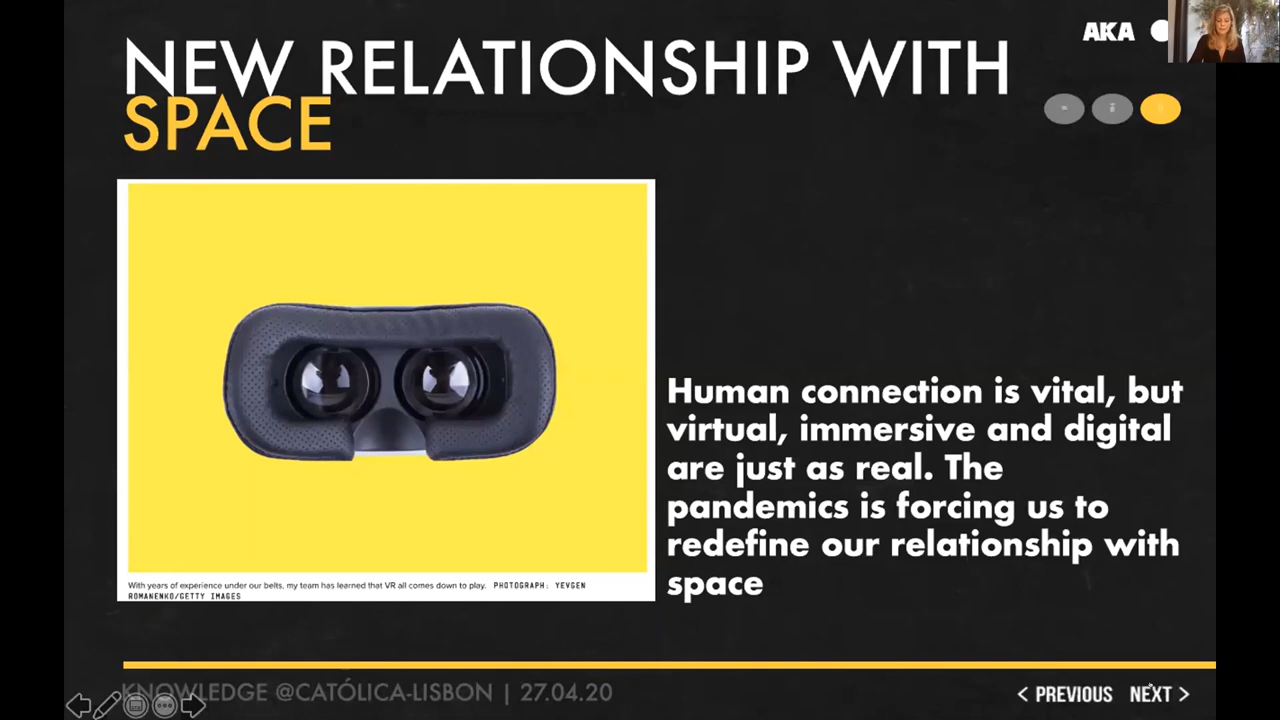 NEW RELATIONSHIP WITH
SPACE
AKA
Human connection is vital, but
virtual, immersive and digital
are just as real. The
pandemics is forcing us to
redefine our relationship with
space
With years of experience under our belts, my team has learned that VR all comes down to play. PHOTOGRAPH: YEVGEN
ROMANENKO/GETTY IMAGES
KNOWLEDGE @CATÓLICA-LISBON | 27.04.20
< PREVIOUS NEXT >